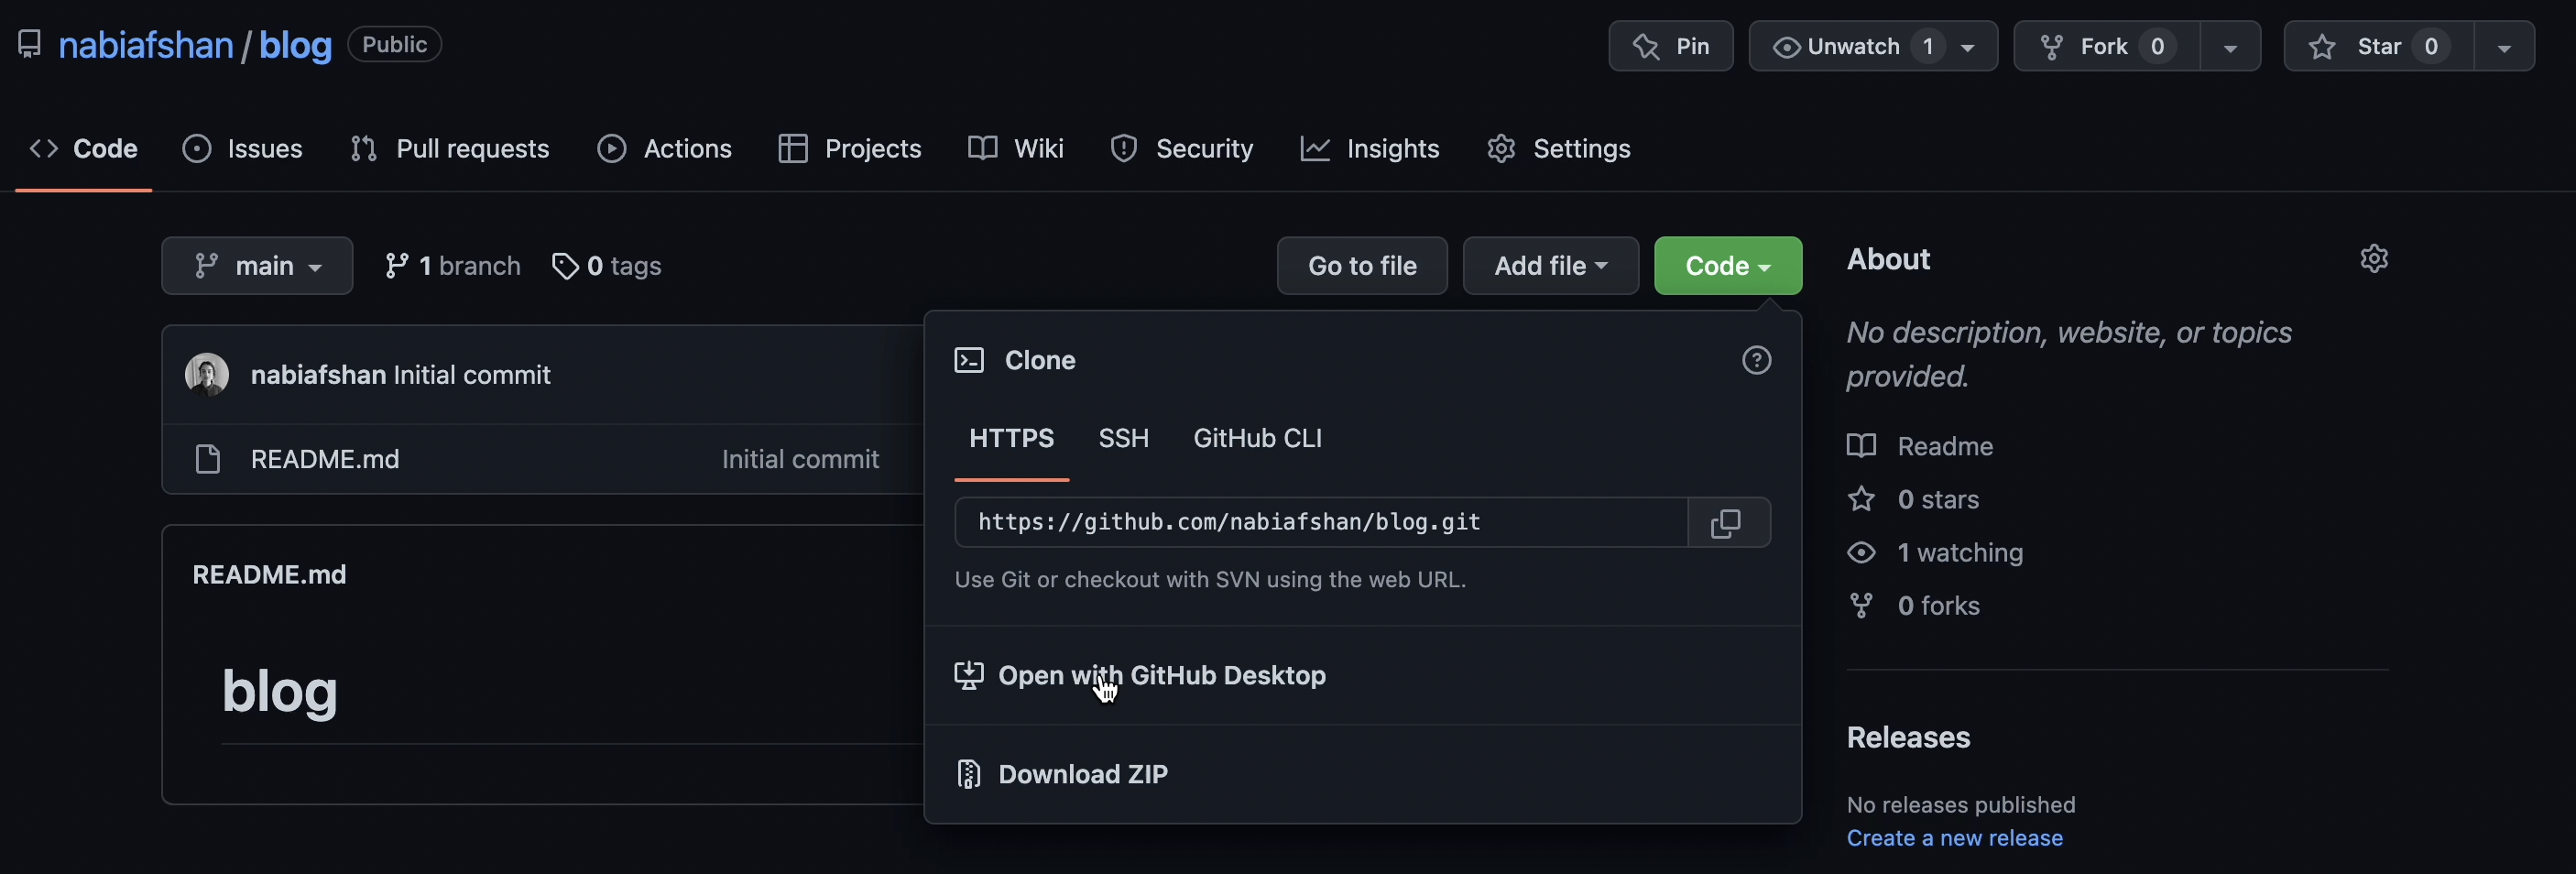 nabiafshan / blog Public
Pin Unwatch 1 Fork 0 Star 0
Code Issues Pull requests Actions Projects Wiki Security Insights Settings
main 1 branch 0 tags
Go to file Add file Code
nabiafshan Initial commit
README.md Initial commit
README.md
blog
Clone
HTTPS SSH GitHub CLI
https://github.com/nabiafshan/blog.git
Use Git or checkout with SVN using the web URL.
Open with GitHub Desktop
Download ZIP
About
No description, website, or topics
provided.
Readme
0 stars
1 watching
0 forks
Releases
No releases published
Create a new release